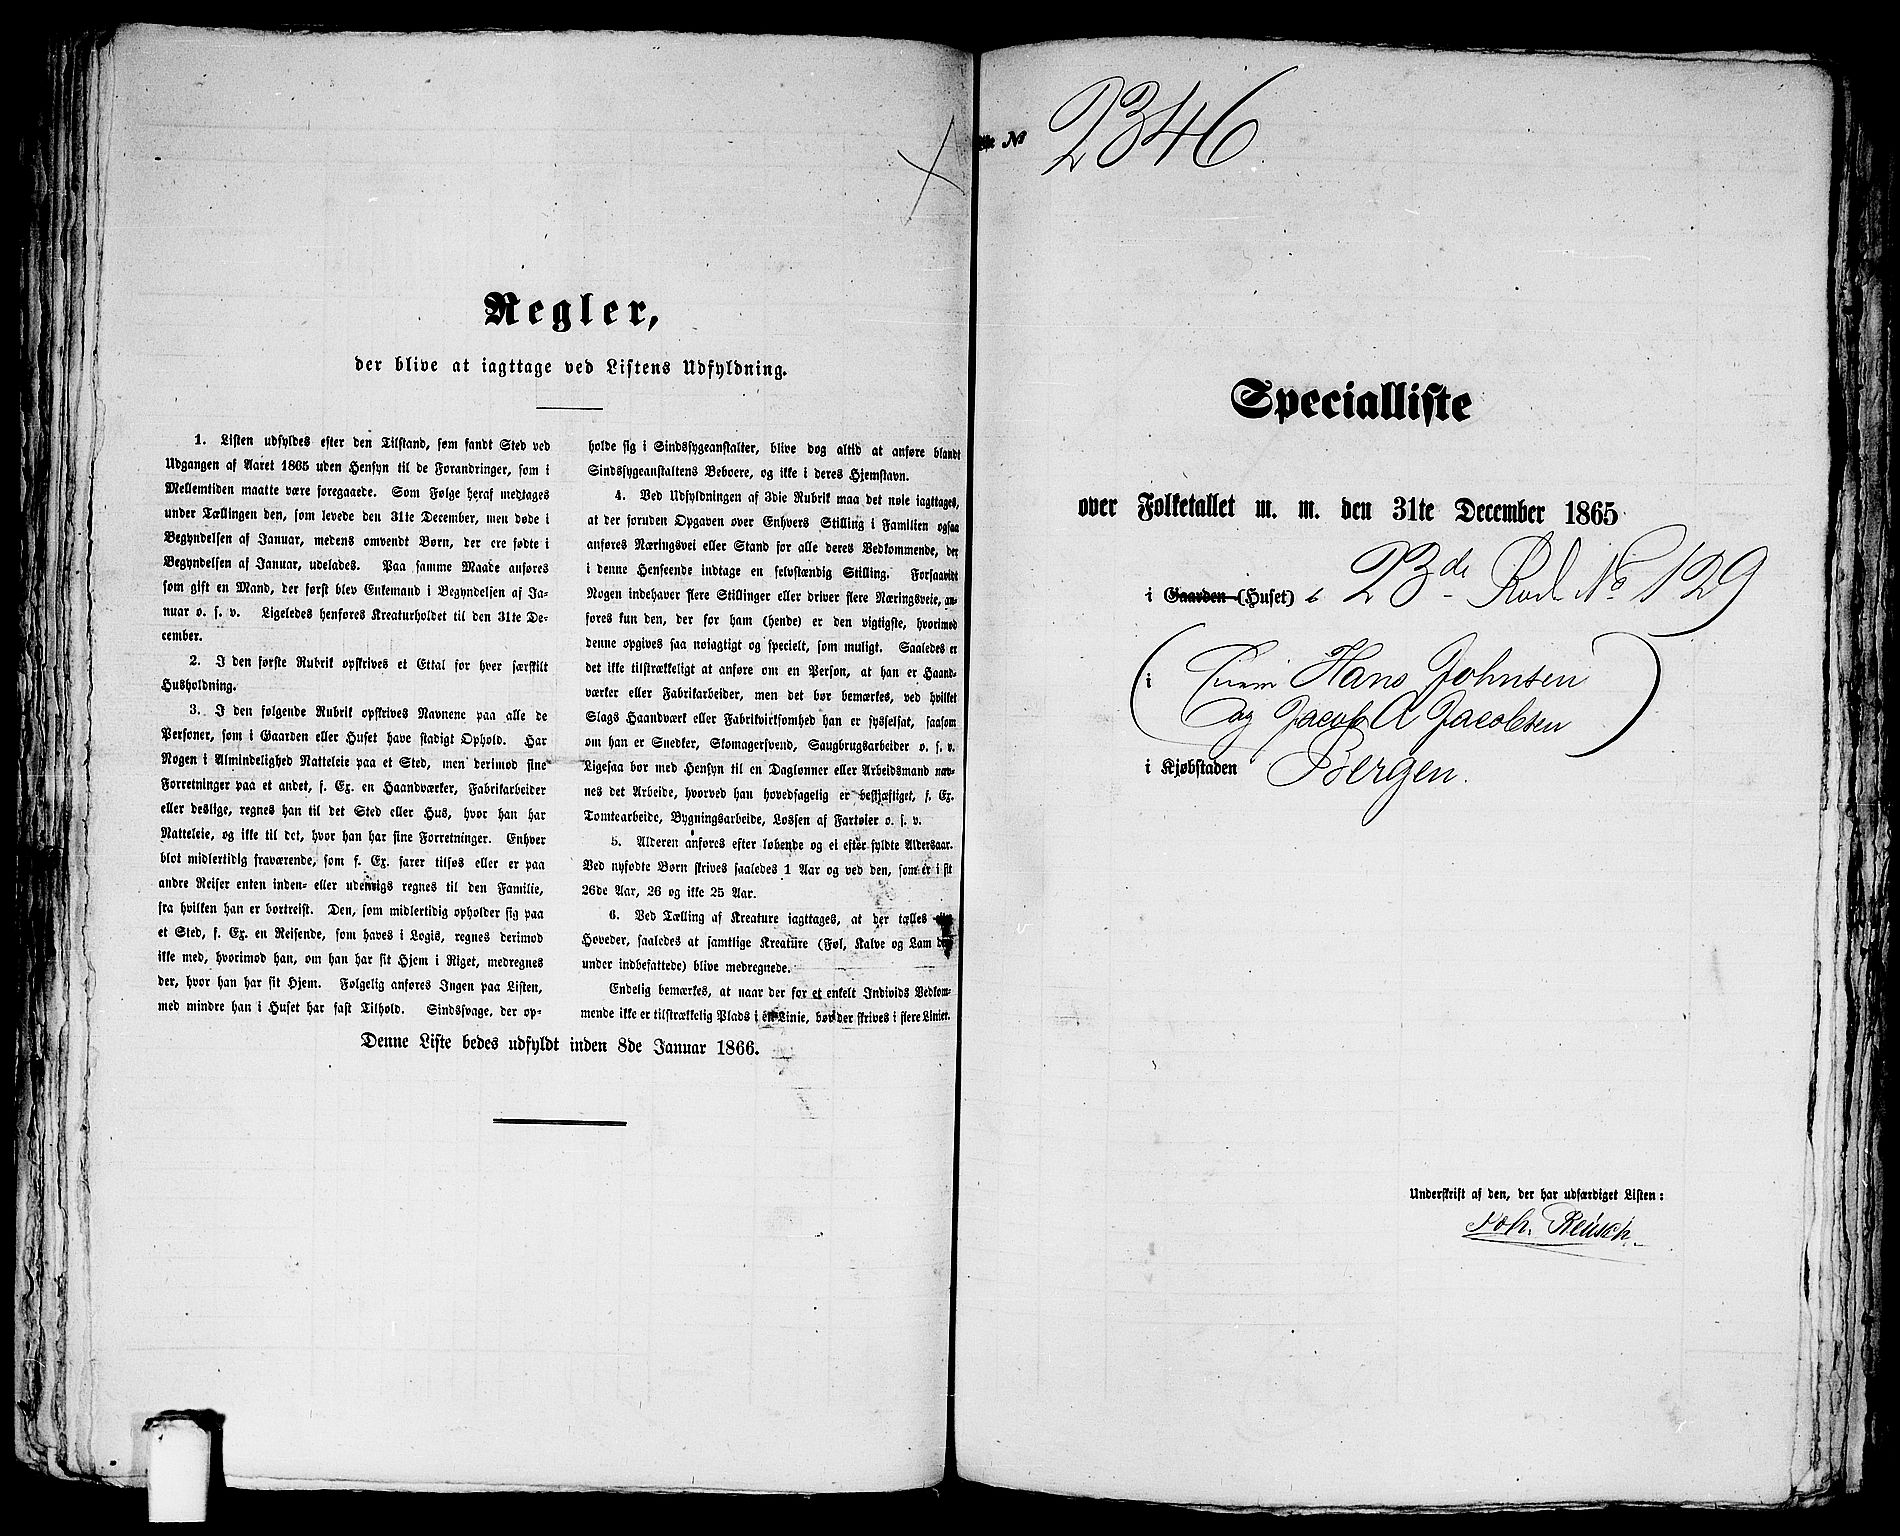 Regler,
der blive at iagttage ved Listens Udfyldning.
1. Listen udfyldes efter den Tilstand, som fandt Sted ved
Udgangen af Aaret 1865 uden Hensyn til de Forandringer, som i
Mellemtiden maatte være foregaaede. Som Følge heraf medtages
under Tællingen den, som levede den 31te December, men døde i
Begyndelsen af Januar, medens omvendt Børn, der ere fødte i
Begyndelsen af Januar, udelades. Paa samme Maade anføres
som gift en Mand, der først blev Enkemand i Begyndelsen af Ja-
nuar o. s. v. Ligeledes henføres Kreaturholdet til den 31te De-
cember.
2. I den første Rubrik opskrives et Ettal for hver særskilt
Husholdning.
3. I den følgende Rubrik opskrives Navnene paa alle de
Personer, som i Gaarden eller Huset have stadigt Ophold. Har
Nogen i Almindelighed Natteleie paa et Sted, men derimod sine
Forretninger paa et andet, f. Ex. en Haandværker, Fabrikarbeider
eller deslige, regnes han til det Sted eller Hus, hvor han har
Natteleie, og ikke til det, hvor han har sine Forretninger. Enhver
blot midlertidig fraværende, som f. Ex. farer tilsøs eller er paa
andre Reiser enten inden- eller udenrigs regnes til den Familie,
fra hvilken han er bortreist. Den, som midlertidig opholder sig paa
et Sted, f. Ex. en Reisende, som haves i Logis, regnes derimod
ikke med, hvorimod han, om han har sit Hjem i Riget, medregnes
der, hvor han har sit Hjem. Følgelig anføres Ingen paa Listen,
med mindre han i Huset har fast Tilhold. Sindssvage, der op-
holde sig i Sindssygeanstalter, blive dog altid at anføre blandt
Sindssygeanstaltens Beboere, og ikke i deres Hjemstavn.
4. Ved Udfyldningen af 3die Rubrik maa det nøie iagttages,
at der foruden Opgaven over Enhvers Stilling i Familien ogsaa
anføres Næringsvei eller Stand for alle deres Vedkommende, der
i denne Henseende indtage en selvstændig Stilling. Forsaavidt
Nogen indehaver flere Stillinger eller driver flere Næringsveie, an-
føres kun den, der for ham (hende) er den vigtigste, hvorimod
denne opgives saa nøiagtigt og specielt, som muligt. Saaledes er
det ikke tilstrækkeligt at anføre om en Person, at han er Haand-
værker eller Fabrikarbeider, men det bør bemærkes, ved hvilket
Slags Haandværk eller Fabrikvirksomhed han er sysselsat, saasom
om han er Snedker, Skomagersvend, Saugbrugsarbeider o. s. v.
Ligesaa bør med Hensyn til en Daglønner eller Arbeidsmand næv-
nes det Arbeide, hvorved han hovedsagelig er beskjæftiget, f. Ex.
Tomtearbeide, Bygningsarbeide, Lossen af Fartøier o. s. v.
5. Alderen anføres efter løbende og ei efter fyldte Aldersaar.
Ved nyfødte Børn skrives saaledes 1 Aar og ved den, som er i sit
26de Aar, 26 og ikke 25 Aar.
6. Ved Tælling af Kreature iagttages, at der tælles
Hoveder, saaledes at samtlige Kreature (Føl, Kalve og Lam
under indbefattede) blive medregnede.
Endelig bemærkes, at naar der for et enkelt Individs Vedkom-
mende ikke er tilstrækkelig Plads i én Linie, bør der skrives i flere Linier.
Denne Liste bedes udfyldt inden 8de Januar 1866.
№ 2346
Specialliste
over Folketallet m. m. den 31te December 1865
i Gaarden (Huset) 23de Rode No 129
i Hans Johnsen
og Jacob A Jacobsen
i Kjøbstaden Bergen.
Underskrift af den, der har udfærdiget Listen:
Joh. Reusch.